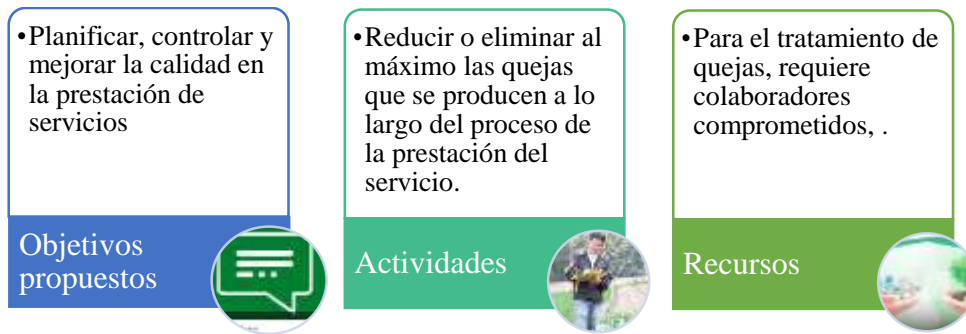 •Planificar, controlar y
mejorar la calidad en
la prestación de
servicios
Objetivos
propuestos
•Reducir o eliminar al
máximo las quejas
que se producen a lo
largo del proceso de
la prestación del
servicio.
Actividades
•Para el tratamiento de
quejas, requiere
colaboradores
comprometidos, .
Recursos